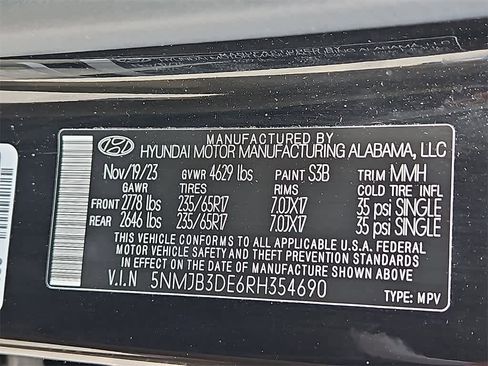 MANUFACTURED BY
HYUNDAI MOTOR MANUFACTURING ALABAMA, LLC
Nov/19/23 GVWR 4629 lbs PAINT S3B TRIM MMH
GAWR TIRES RIMS COLD TIRE INFL
FRONT 2778 lbs 235/65R17 7.0JX17 35 psi SINGLE
REAR 2646 lbs 235/65R17 7.0JX17 35 psi SINGLE
THIS VEHICLE CONFORMS TO ALL APPLICABLE U.S.A. FEDERAL
MOTOR VEHICLE SAFETY AND THEFT PREVENTION STANDARDS
IN EFFECT ON THE DATE OF MANUFACTURE SHOWN ABOVE.
V.I.N 5NMJB3DE6RH354690
TYPE: MPV